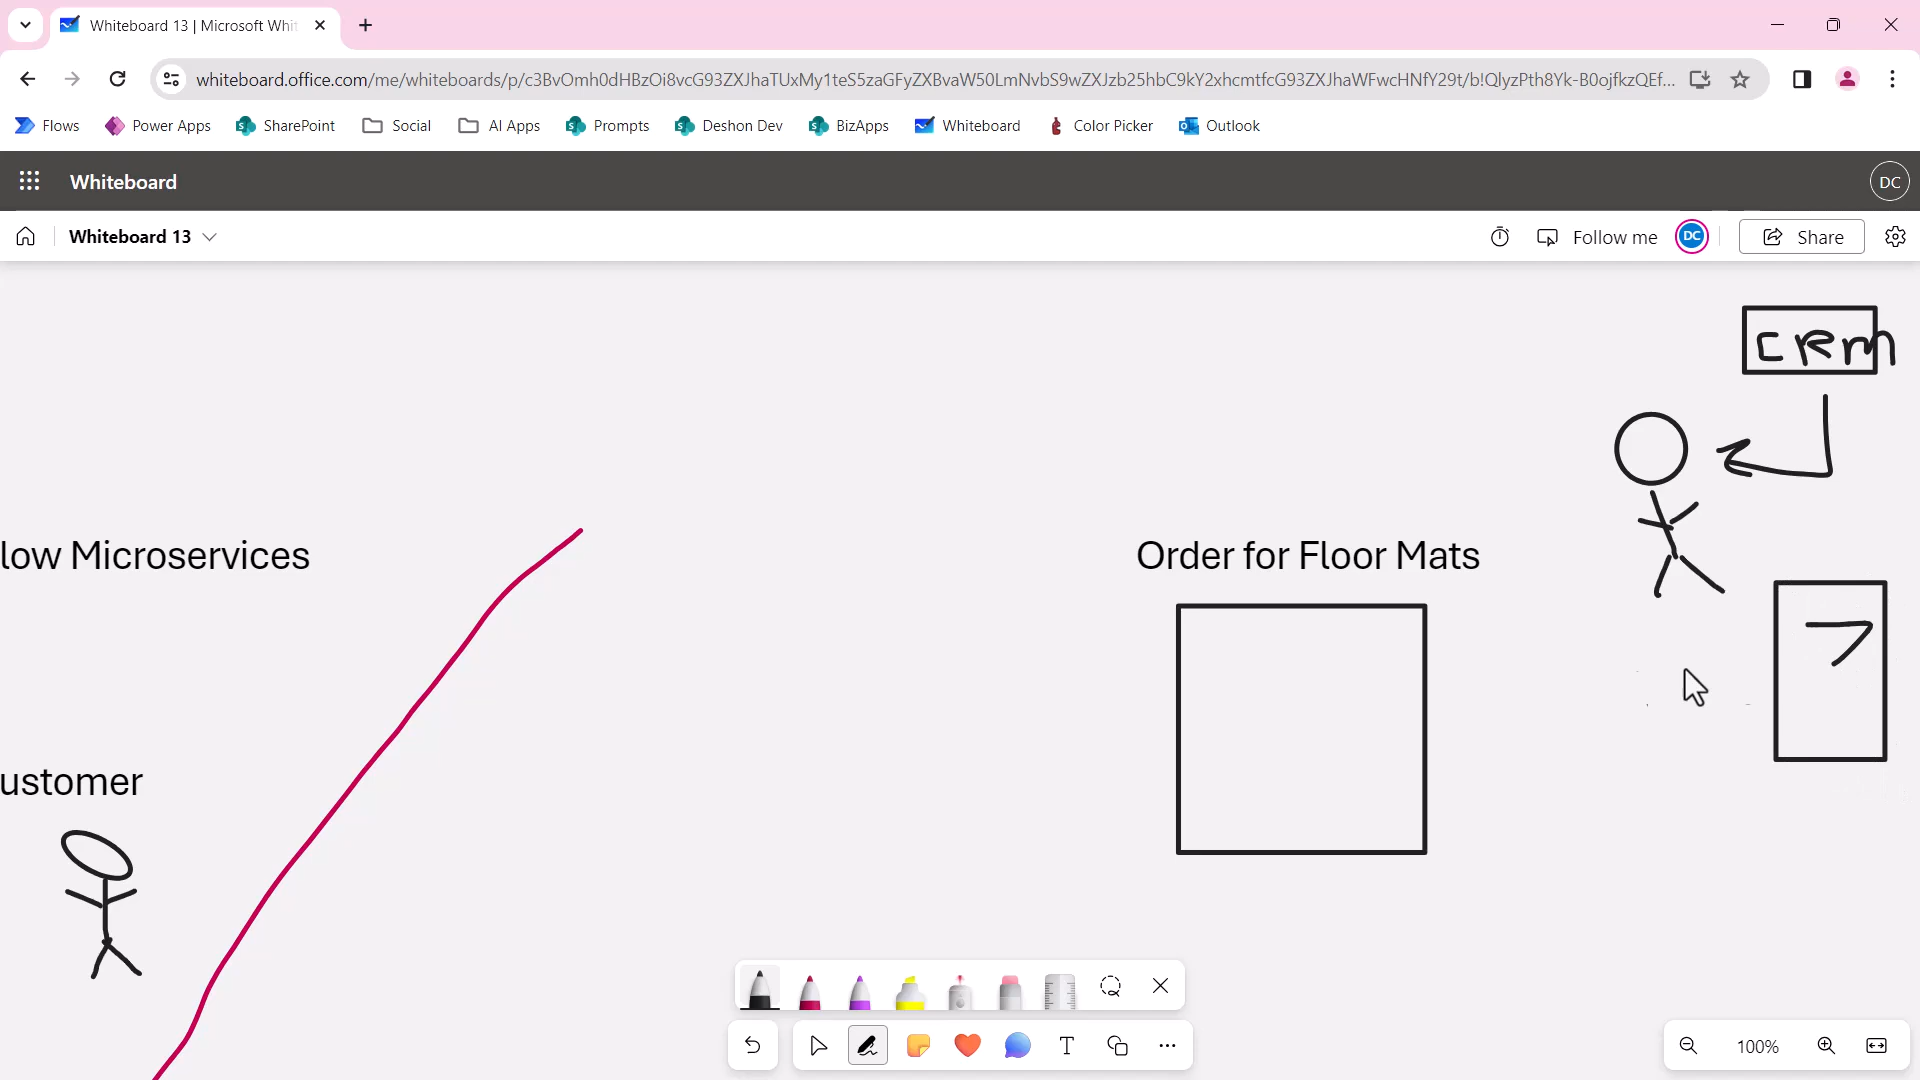 Whiteboard 13 | Microsoft Whi
whiteboard.office.com/me/whiteboards/p/c3BvOmh0dHBzOi8vcG93ZXJhaTUxMy1teS5zaGFyZXBvaW50LmNvbS9wZXJzb25hbC9kY2xhcmtfcG93ZXJhaWFwcHNfY29t/b!QlyzPth8Yk-B0ojfkzQEf...
Flows Power Apps SharePoint Social AI Apps Prompts Deshon Dev BizApps Whiteboard Color Picker Outlook
Whiteboard DC
Whiteboard 13 Follow me DC Share
CRM
low Microservices
Order for Floor Mats
ustomer
100%